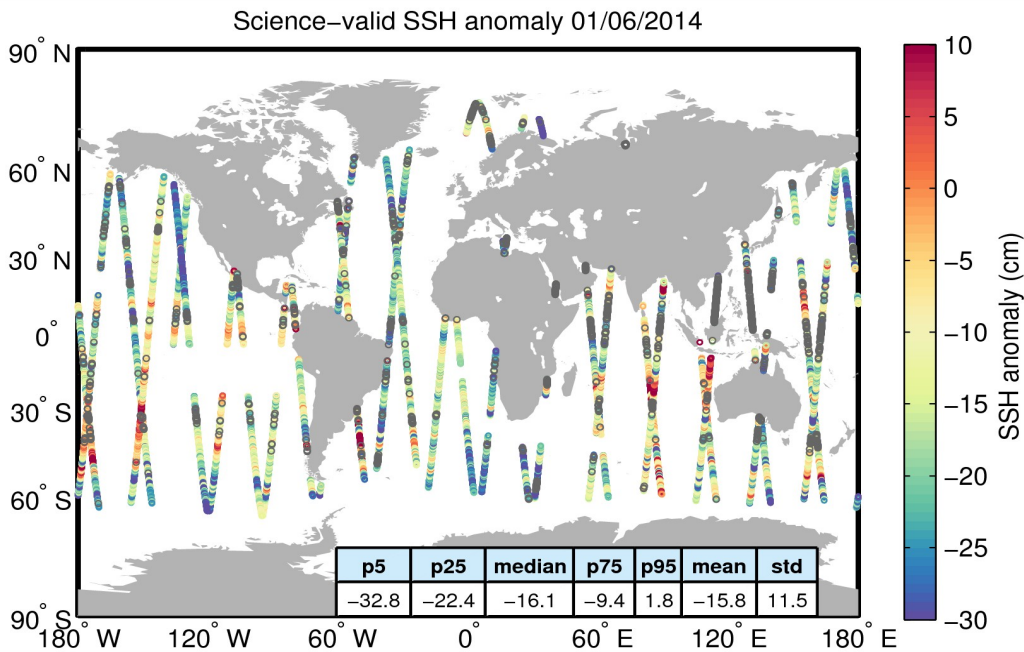 Science−valid SSH anomaly 01/06/2014
90° N
60° N
30° N
0°
30° S
60° S
90° S
180° W
120° W
60° W
0°
60° E
120° E
180° E
p5 p25 median p75 p95 mean std
−32.8 −22.4 −16.1 −9.4 1.8 −15.8 11.5
10
5
0
−5
−10
−15
−20
−25
−30
SSH anomaly (cm)